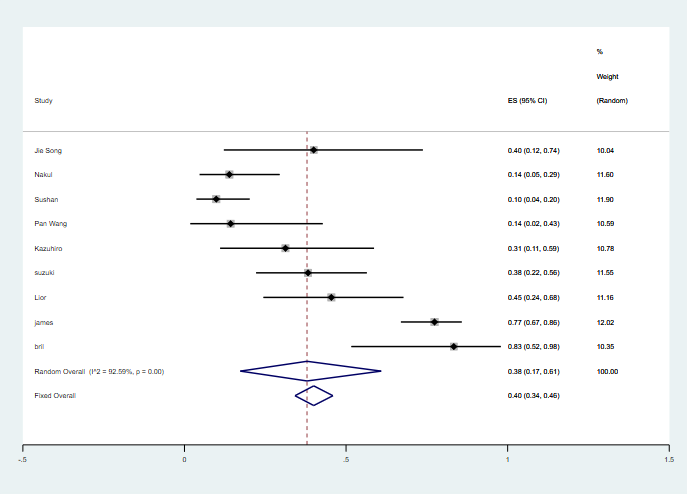 %
Weight
Study ES (95% CI) (Random)
Jie Song 0.40 (0.12, 0.74) 10.04
Nakul 0.14 (0.05, 0.29) 11.60
Sushan 0.10 (0.04, 0.20) 11.90
Pan Wang 0.14 (0.02, 0.43) 10.59
Kazuhiro 0.31 (0.11, 0.59) 10.78
suzuki 0.38 (0.22, 0.56) 11.55
Lior 0.45 (0.24, 0.68) 11.16
james 0.77 (0.67, 0.86) 12.02
bril 0.83 (0.52, 0.98) 10.35
Random Overall (I^2 = 92.59%, p = 0.00) 0.38 (0.17, 0.61) 100.00
Fixed Overall 0.40 (0.34, 0.46)
-.5 0 .5 1 1.5